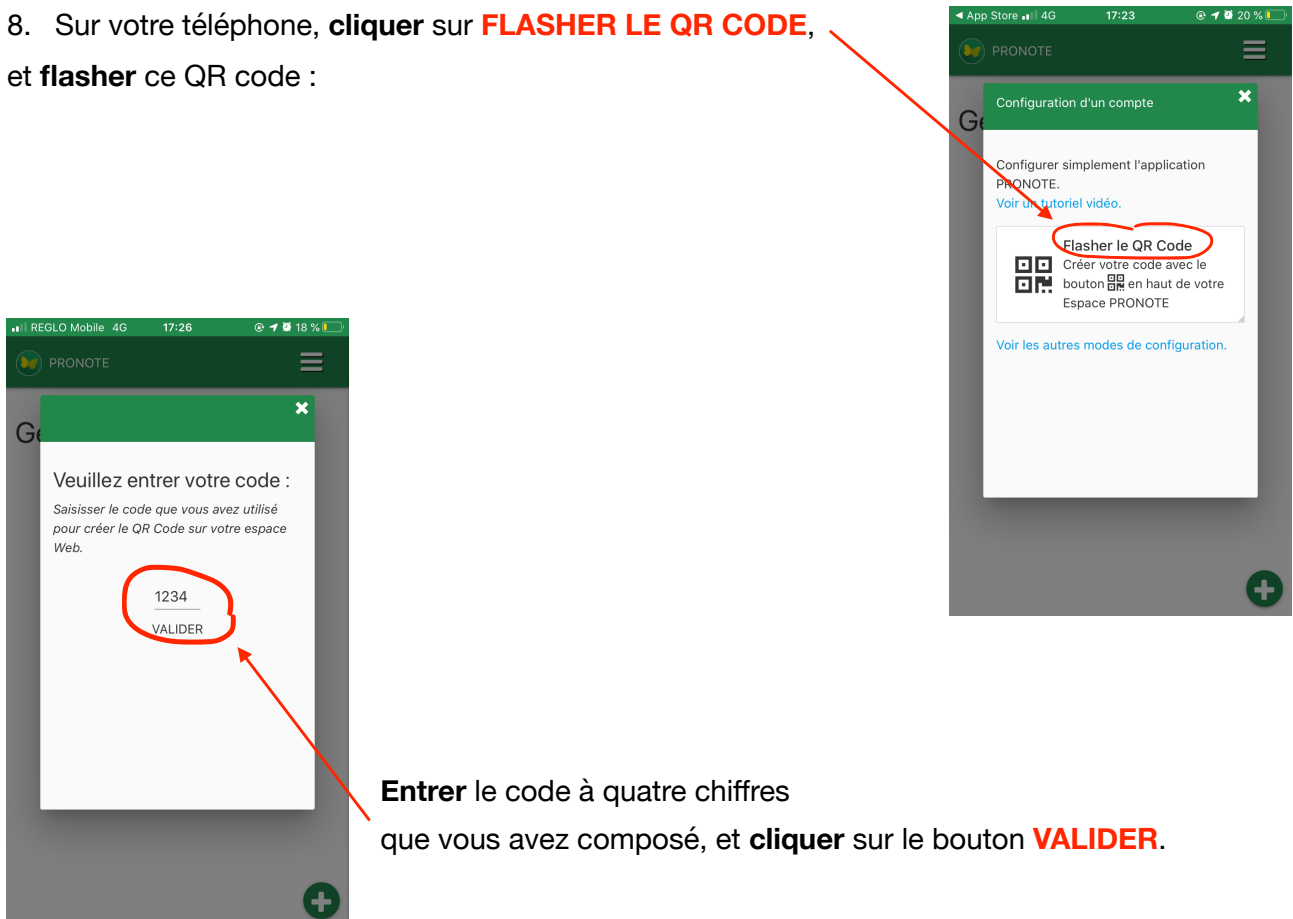 8. Sur votre téléphone, cliquer sur FLASHER LE QR CODE,
et flasher ce QR code :
App Store 4G 17:23 20 %
PRONOTE
Ge
Configuration d'un compte
Configurer simplement l'application
PRONOTE.
Voir un tutoriel vidéo.
Flasher le QR Code
Créer votre code avec le
bouton en haut de votre
Espace PRONOTE
Voir les autres modes de configuration.
REGLO Mobile 4G 17:26 18 %
PRONOTE
Ge
Veuillez entrer votre code :
Saisisser le code que vous avez utilisé
pour créer le QR Code sur votre espace
Web.
1234
VALIDER
Entrer le code à quatre chiffres
que vous avez composé, et cliquer sur le bouton VALIDER.